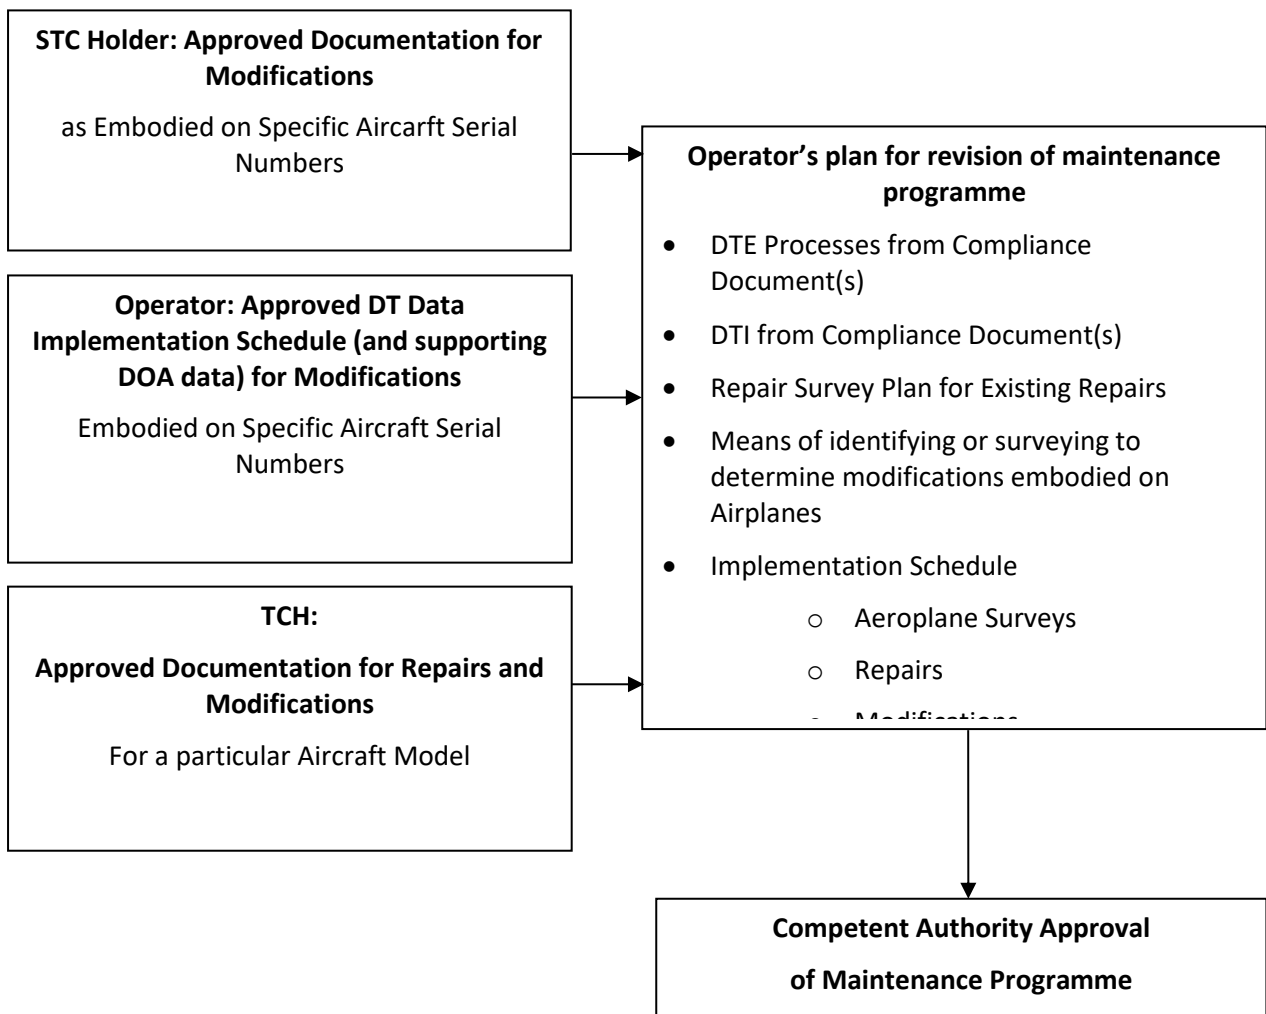 STC Holder: Approved Documentation for
Modifications
as Embodied on Specific Aircarft Serial
Numbers
Operator: Approved DT Data
Implementation Schedule (and supporting
DOA data) for Modifications
Embodied on Specific Aircraft Serial
Numbers
TCH:
Approved Documentation for Repairs and
Modifications
For a particular Aircraft Model
Operator’s plan for revision of maintenance
programme
• DTE Processes from Compliance
Document(s)
• DTI from Compliance Document(s)
• Repair Survey Plan for Existing Repairs
• Means of identifying or surveying to
determine modifications embodied on
Airplanes
• Implementation Schedule
o Aeroplane Surveys
o Repairs
o Modifications
Competent Authority Approval
of Maintenance Programme